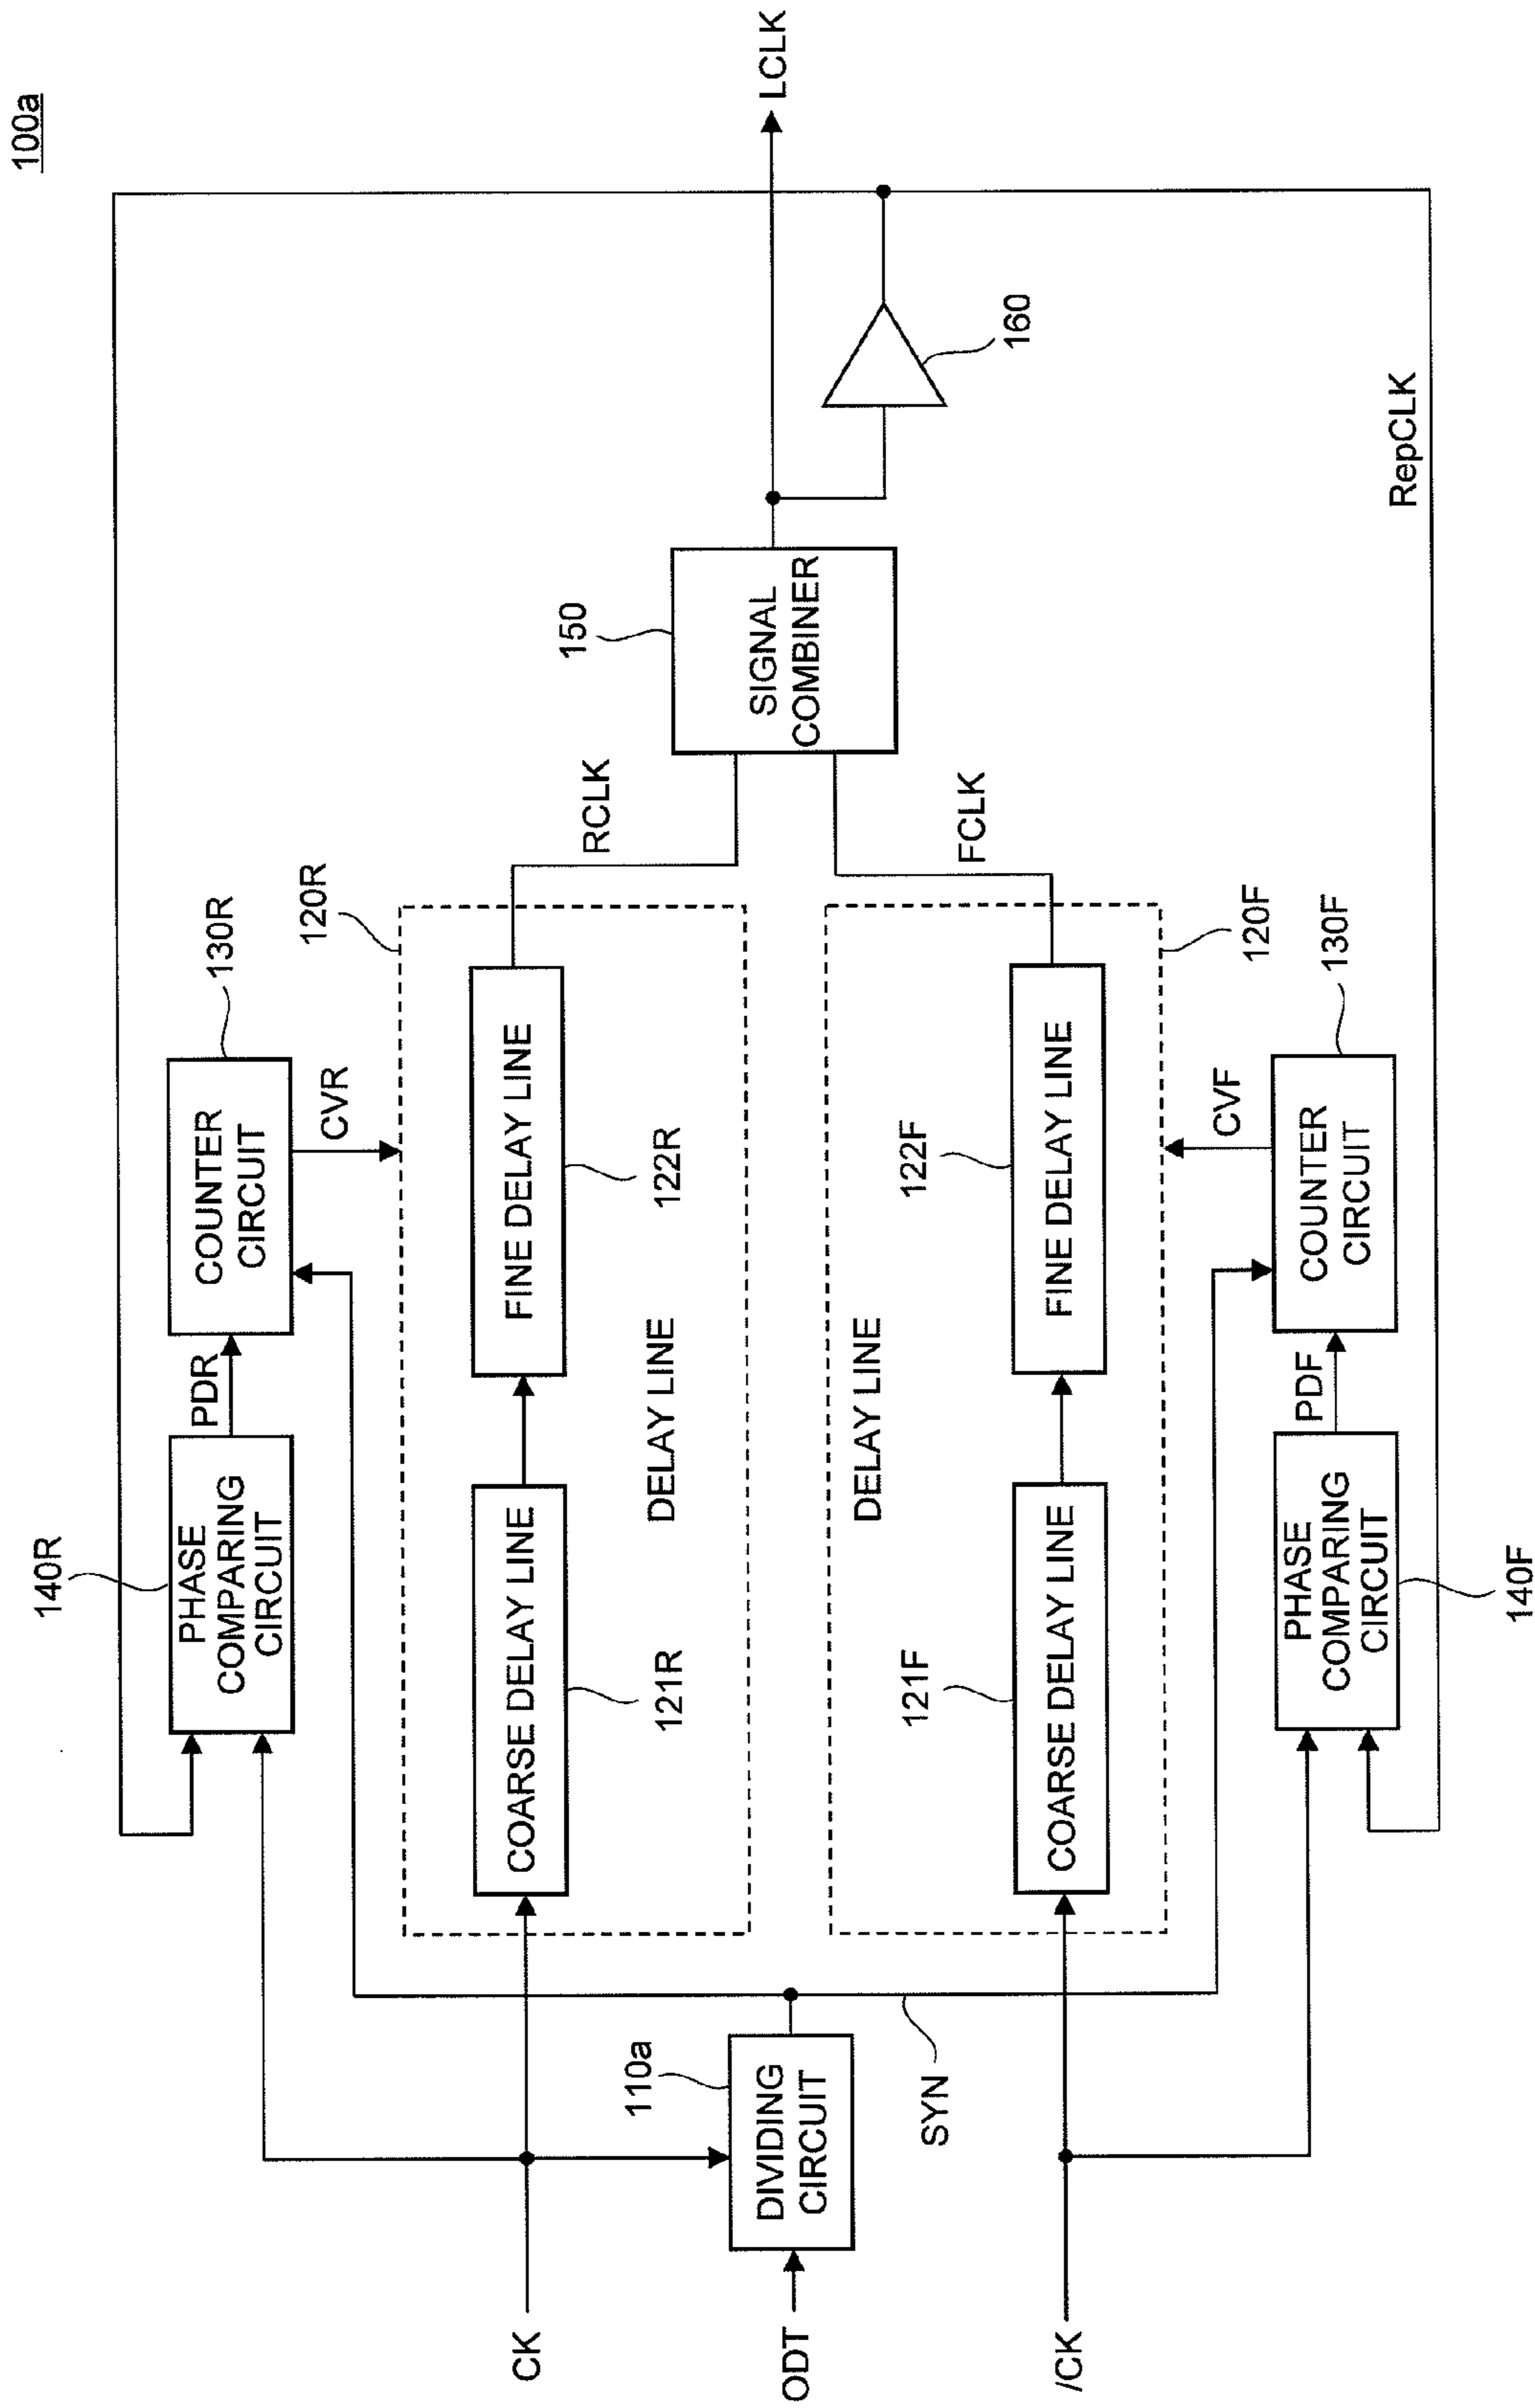 100a
140R
PHASE
COMPARING
CIRCUIT
PDR
130R
COUNTER
CIRCUIT
CVR
120R
COARSE DELAY LINE
121R
FINE DELAY LINE
122R
DELAY LINE
RCLK
CK
110a
DIVIDING
CIRCUIT
ODT
SYN
150
SIGNAL
COMBINER
LCLK
160
/CK
DELAY LINE
121F
COARSE DELAY LINE
122F
FINE DELAY LINE
FCLK
120F
CVF
130F
COUNTER
CIRCUIT
PDF
PHASE
COMPARING
CIRCUIT
140F
RepCLK